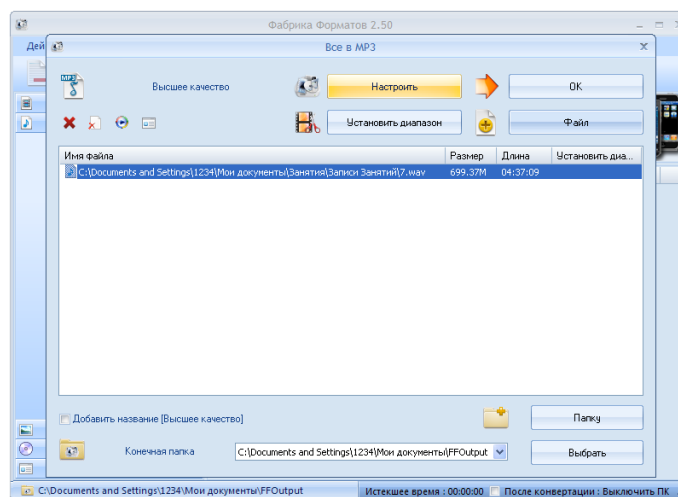 Фабрика Форматов 2.50
Дей
Все в MP3
MP3
Высшее качество
Настроить
OK
Установить диапазон
Файл
Имя файла Размер Длина Установить диа...
C:\Documents and Settings\1234\Мои документы\Занятия\Записи Занятий\7.wav 699.37M 04:37:09
Добавить название [Высшее качество]
Папку
Конечная папка
C:\Documents and Settings\1234\Мои документы\FFOutput
Выбрать
C:\Documents and Settings\1234\Мои документы\FFOutput
Истекшее время : 00:00:00
После конвертации : Выключить ПК